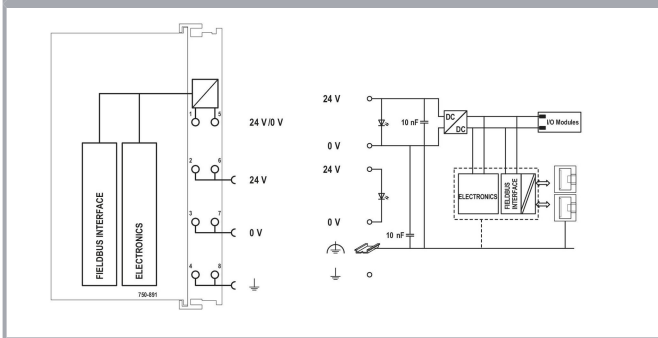 1 5
24 V/0 V
2 6
24 V
3 7
0 V
4 8
FIELDBUS INTERFACE
ELECTRONICS
750-891
24 V
10 nF
DC
DC
I/O Modules
0 V
24 V
ELECTRONICS
FIELDBUS
INTERFACE
0 V
10 nF